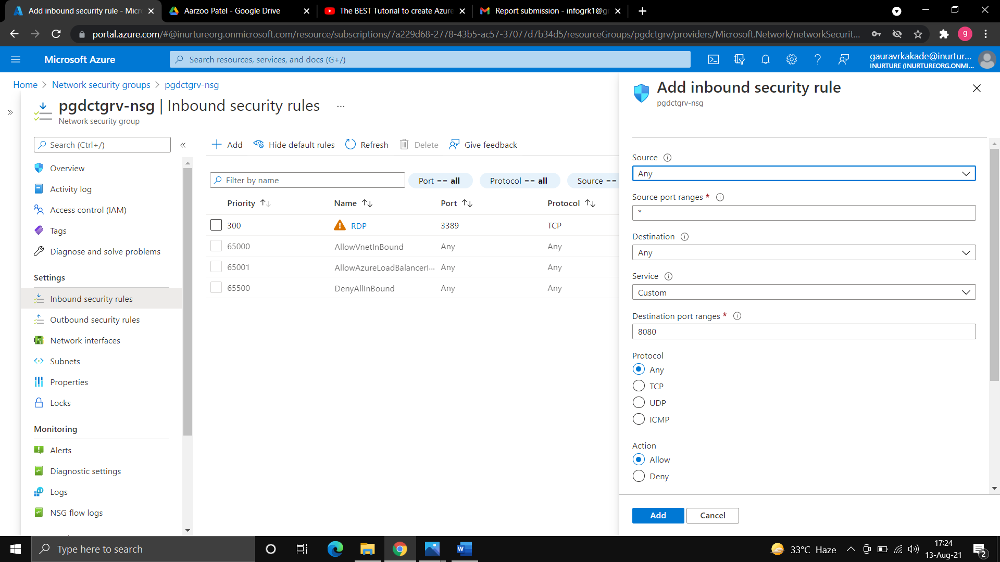 Add inbound security rule - Micr
Aarzoo Patel - Google Drive
The BEST Tutorial to create Azure
Report submission - infogrk1@g
portal.azure.com/#@inurtureorg.onmicrosoft.com/resource/subscriptions/7a229d68-2778-43b5-ac57-37077d7b34d5/resourceGroups/pgdctgrv/providers/Microsoft.Network/networkSecurit...
g
Microsoft Azure
Search resources, services, and docs (G+/)
gauravrkakade@inurtur...
INURTURE (INURTUREORG.ONMI...
Home > Network security groups > pgdctgrv-nsg
pgdctgrv-nsg | Inbound security rules ...
Network security group
Search (Ctrl+/)
Overview
Activity log
Access control (IAM)
Tags
Diagnose and solve problems
Settings
Inbound security rules
Outbound security rules
Network interfaces
Subnets
Properties
Locks
Monitoring
Alerts
Diagnostic settings
Logs
NSG flow logs
Add
Hide default rules
Refresh
Delete
Give feedback
Filter by name
Port == all
Protocol == all
Source ==
Priority Name Port Protocol
300 RDP 3389 TCP
65000 AllowVnetInBound Any Any
65001 AllowAzureLoadBalancerI... Any Any
65500 DenyAllInBound Any Any
Add inbound security rule
pgdctgrv-nsg
Source
Any
Source port ranges *
*
Destination
Any
Service
Custom
Destination port ranges *
8080
Protocol
Any
TCP
UDP
ICMP
Action
Allow
Deny
Add
Cancel
Type here to search
33°C Haze
17:24
13-Aug-21
2